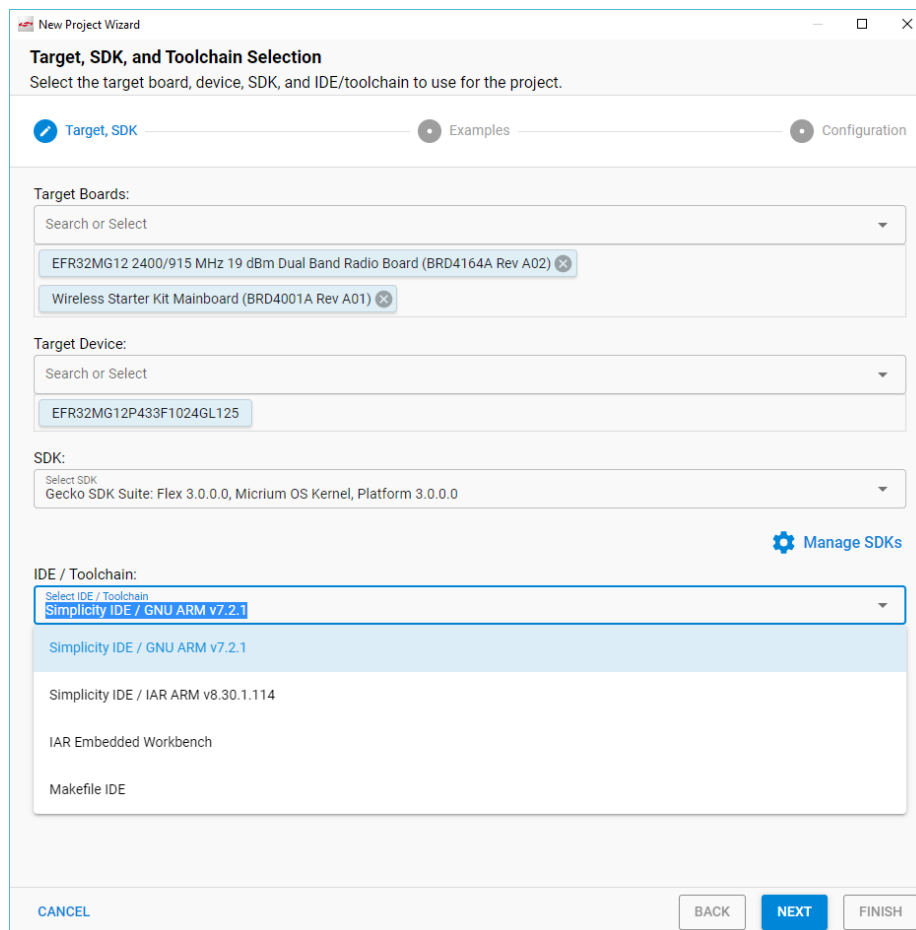 New Project Wizard
Target, SDK, and Toolchain Selection
Select the target board, device, SDK, and IDE/toolchain to use for the project.
Target, SDK
Examples
Configuration
Target Boards:
Search or Select
EFR32MG12 2400/915 MHz 19 dBm Dual Band Radio Board (BRD4164A Rev A02)
Wireless Starter Kit Mainboard (BRD4001A Rev A01)
Target Device:
Search or Select
EFR32MG12P433F1024GL125
SDK:
Select SDK
Gecko SDK Suite: Flex 3.0.0.0, Micrium OS Kernel, Platform 3.0.0.0
Manage SDKs
IDE / Toolchain:
Select IDE / Toolchain
Simplicity IDE / GNU ARM v7.2.1
Simplicity IDE / GNU ARM v7.2.1
Simplicity IDE / IAR ARM v8.30.1.114
IAR Embedded Workbench
Makefile IDE
CANCEL
BACK
NEXT
FINISH